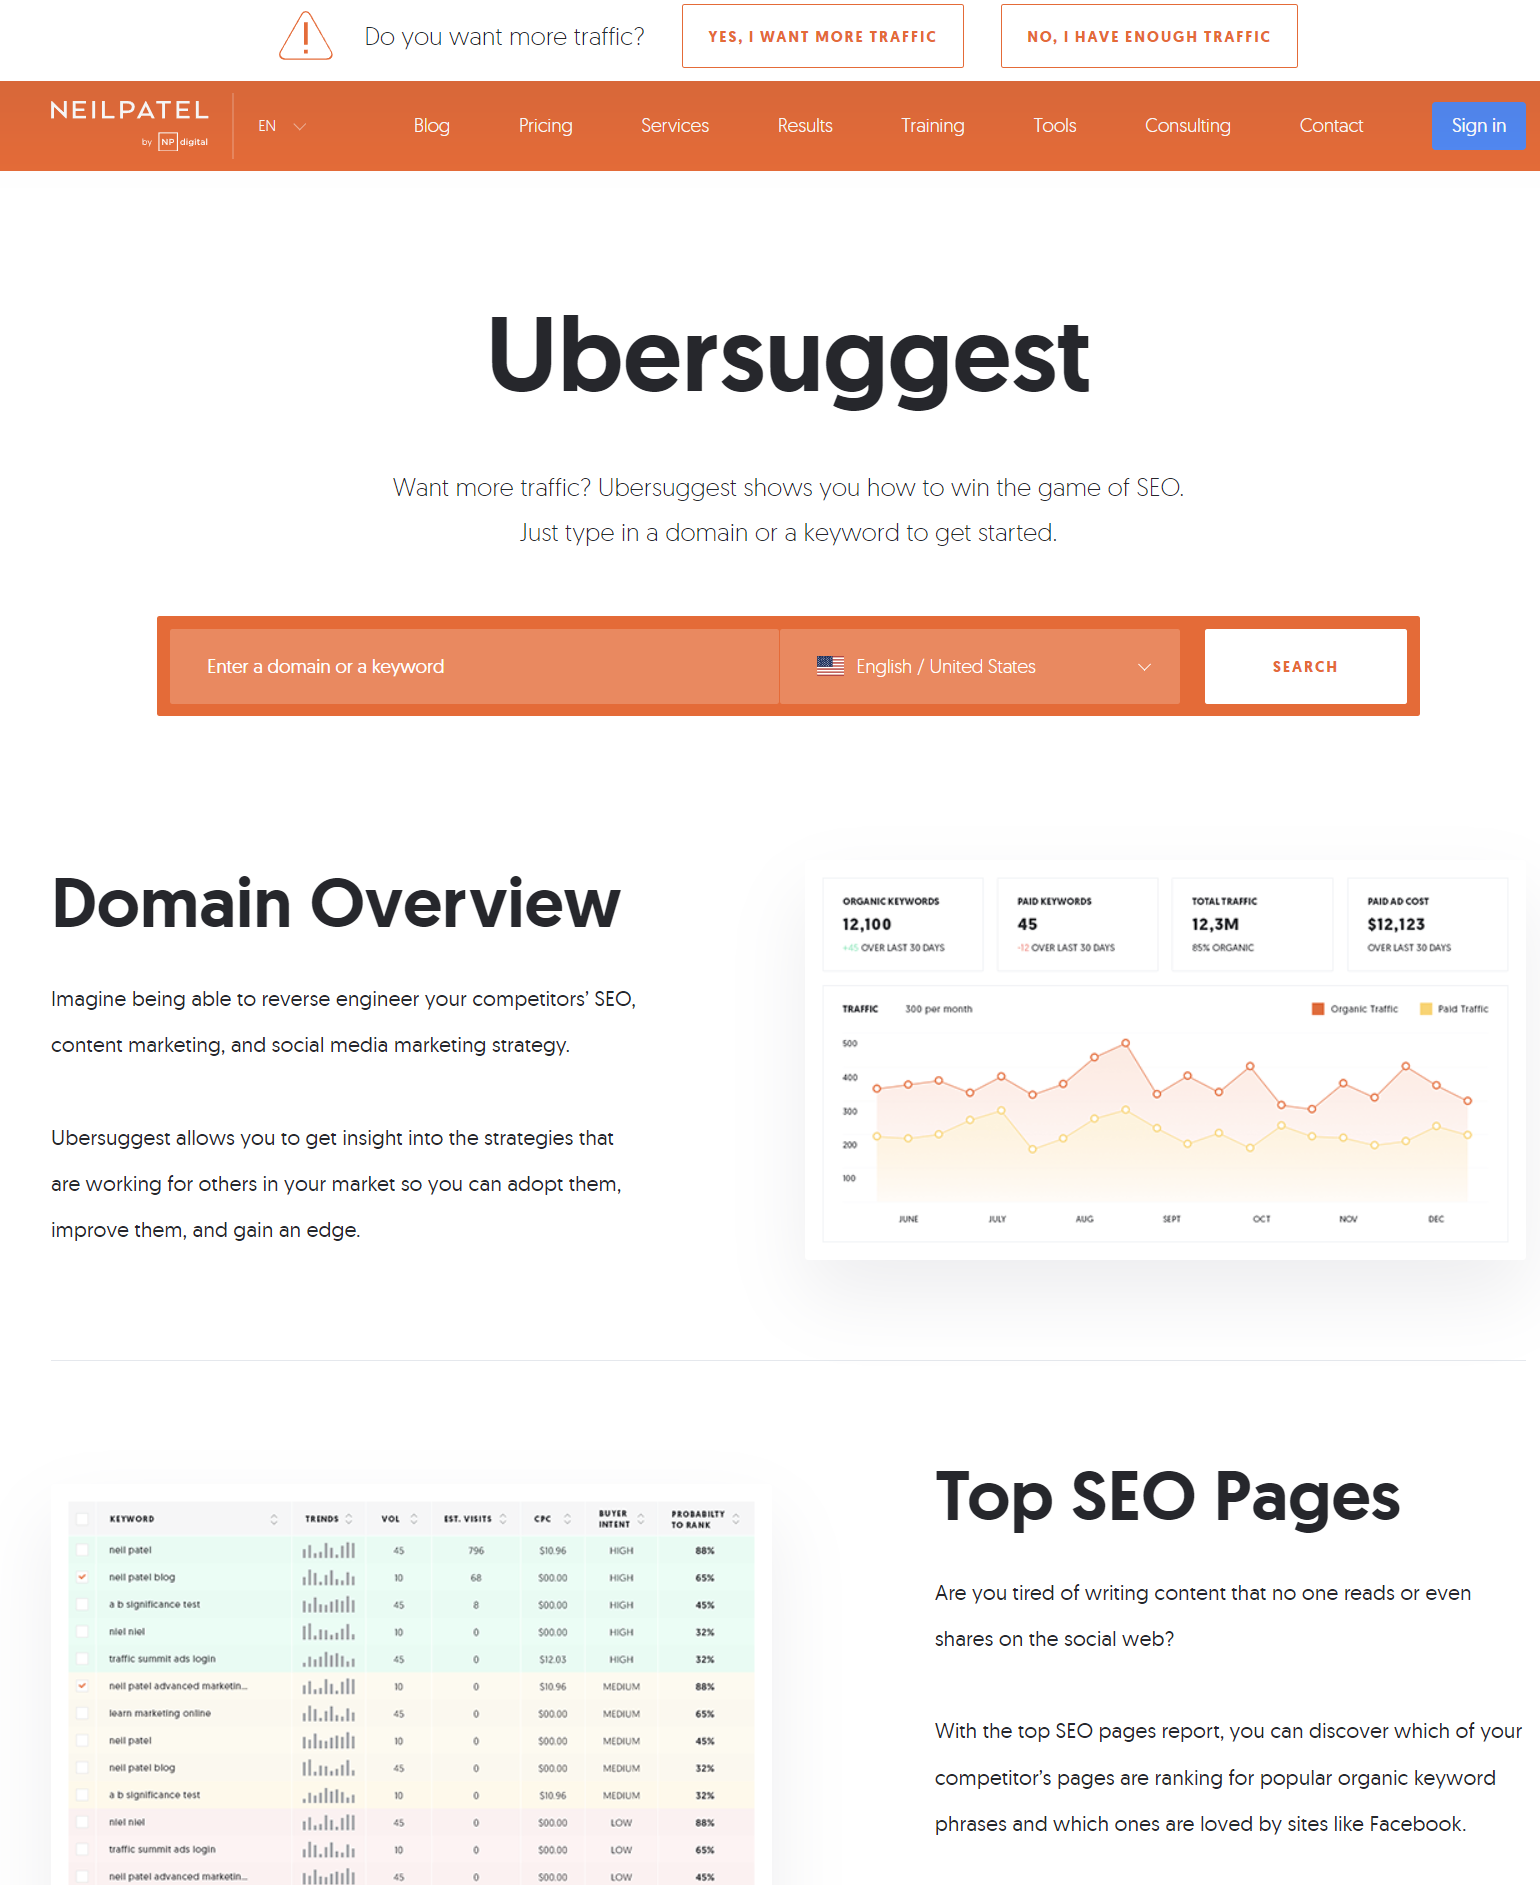 Do you want more traffic?
YES, I WANT MORE TRAFFIC
NO, I HAVE ENOUGH TRAFFIC
NEILPATEL
by NP digital
EN
Blog
Pricing
Services
Results
Training
Tools
Consulting
Contact
Sign in
Ubersuggest
Want more traffic? Ubersuggest shows you how to win the game of SEO.
Just type in a domain or a keyword to get started.
Enter a domain or a keyword
English / United States
SEARCH
Domain Overview
Imagine being able to reverse engineer your competitors’ SEO,
content marketing, and social media marketing strategy.
Ubersuggest allows you to get insight into the strategies that
are working for others in your market so you can adopt them,
improve them, and gain an edge.
ORGANIC KEYWORDS
12,100
+45 OVER LAST 30 DAYS
PAID KEYWORDS
45
-12 OVER LAST 30 DAYS
TOTAL TRAFFIC
12,3M
85% ORGANIC
PAID AD COST
$12,123
OVER LAST 30 DAYS
TRAFFIC 300 per month
Organic Traffic Paid Traffic
500
400
300
200
100
JUNE JULY AUG SEPT OCT NOV DEC
KEYWORD TRENDS VOL EST. VISITS CPC BUYER INTENT PROBABILTY TO RANK
neil patel 45 796 $10.96 HIGH 88%
neil patel blog 10 68 $00.00 HIGH 65%
a b significance test 45 8 $00.00 HIGH 45%
niel niel 10 0 $00.00 HIGH 32%
traffic summit ads login 45 0 $12.03 HIGH 32%
neil patel advanced marketin... 10 0 $10.96 MEDIUM 88%
learn marketing online 45 0 $00.00 MEDIUM 65%
neil patel 10 0 $00.00 MEDIUM 45%
neil patel blog 45 0 $00.00 MEDIUM 32%
a b significance test 10 0 $10.96 MEDIUM 32%
niel niel 45 0 $00.00 LOW 88%
traffic summit ads login 10 0 $00.00 LOW 65%
neil patel advanced marketin... 45 0 $00.00 LOW 45%
Top SEO Pages
Are you tired of writing content that no one reads or even
shares on the social web?
With the top SEO pages report, you can discover which of your
competitor’s pages are ranking for popular organic keyword
phrases and which ones are loved by sites like Facebook.